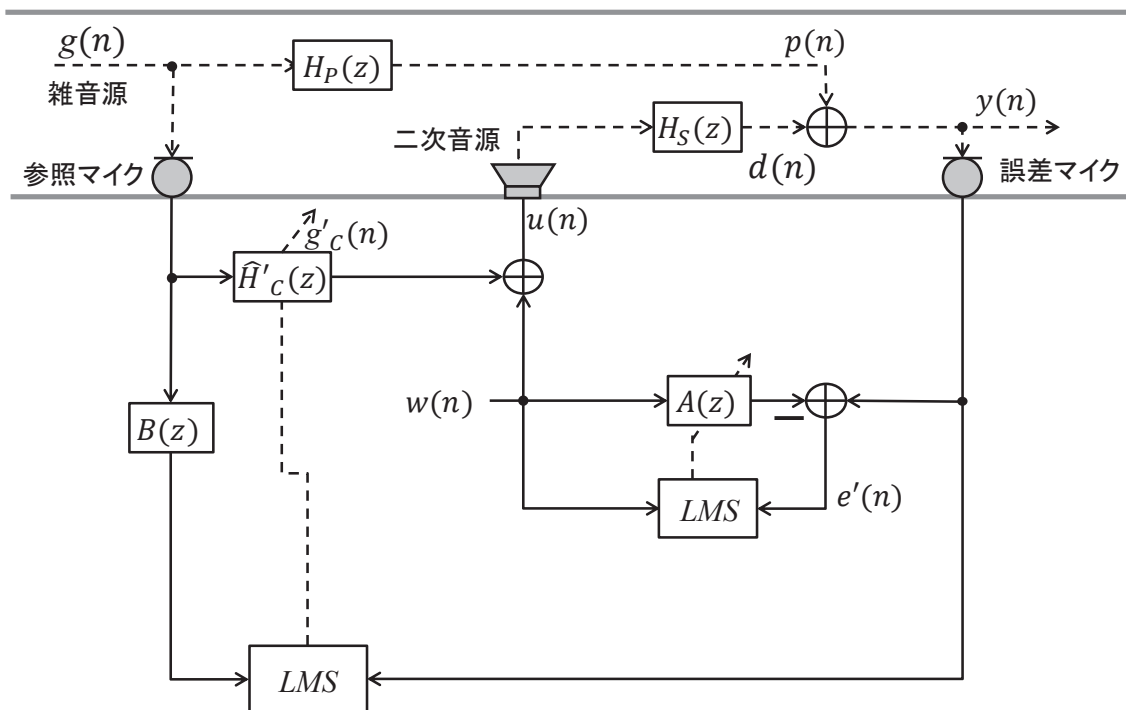 g(n)
H_P(z)
p(n)
雑音源
二次音源
H_S(z)
d(n)
y(n)
参照マイク
誤差マイク
u(n)
g'_C(n)
Ĥ'_C(z)
w(n)
A(z)
B(z)
LMS
e'(n)
LMS